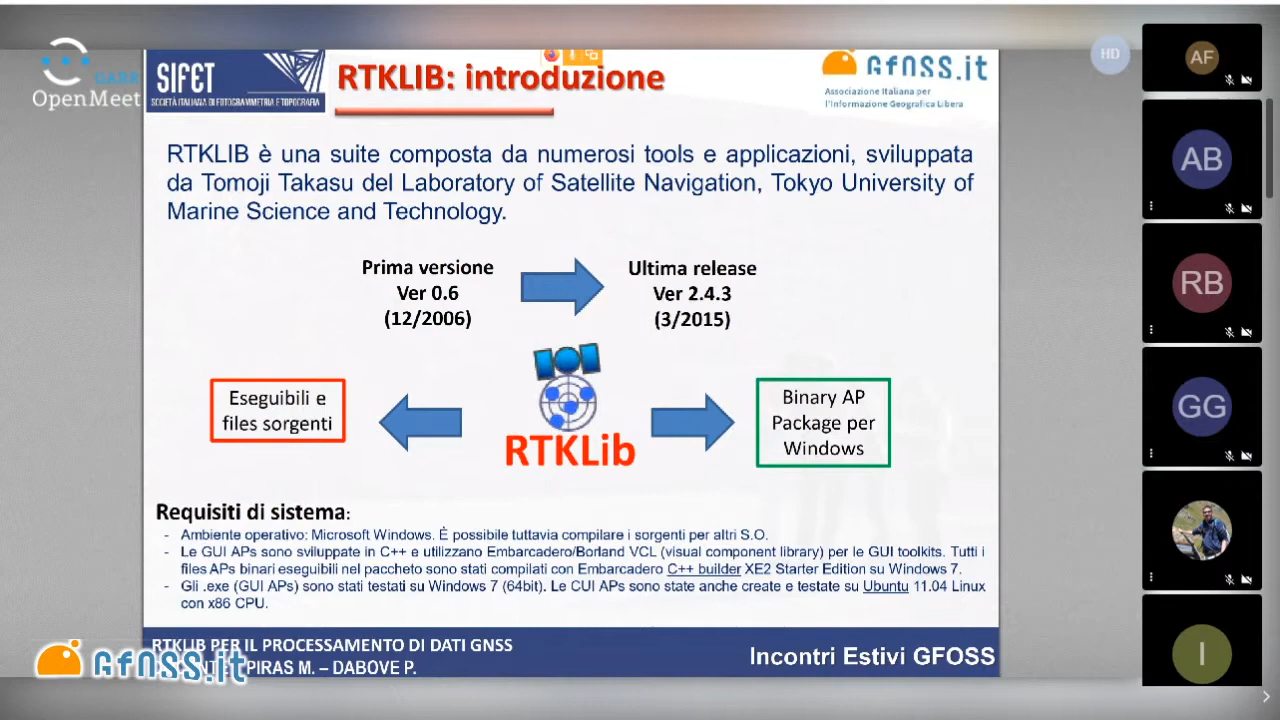 GARR
OpenMeet
SIFET
SOCIETÀ ITALIANA DI FOTOGRAMMETRIA E TOPOGRAFIA
RTKLIB: introduzione
GfOSS.it
Associazione Italiana per
l'Informazione Geografica Libera
HD
AF
AB
RB
GG
I
RTKLIB è una suite composta da numerosi tools e applicazioni, sviluppata
da Tomoji Takasu del Laboratory of Satellite Navigation, Tokyo University of
Marine Science and Technology.
Prima versione
Ver 0.6
(12/2006)
Ultima release
Ver 2.4.3
(3/2015)
Eseguibili e
files sorgenti
RTKLib
Binary AP
Package per
Windows
Requisiti di sistema:
- Ambiente operativo: Microsoft Windows. È possibile tuttavia compilare i sorgenti per altri S.O.
- Le GUI APs sono sviluppate in C++ e utilizzano Embarcadero/Borland VCL (visual component library) per le GUI toolkits. Tutti i
files APs binari eseguibili nel paccheto sono stati compilati con Embarcadero C++ builder XE2 Starter Edition su Windows 7.
- Gli .exe (GUI APs) sono stati testati su Windows 7 (64bit). Le CUI APs sono state anche create e testate su Ubuntu 11.04 Linux
con x86 CPU.
RTKLIB PER IL PROCESSAMENTO DI DATI GNSS
PIRAS M. – DABOVE P.
GfOSS.it
Incontri Estivi GFOSS